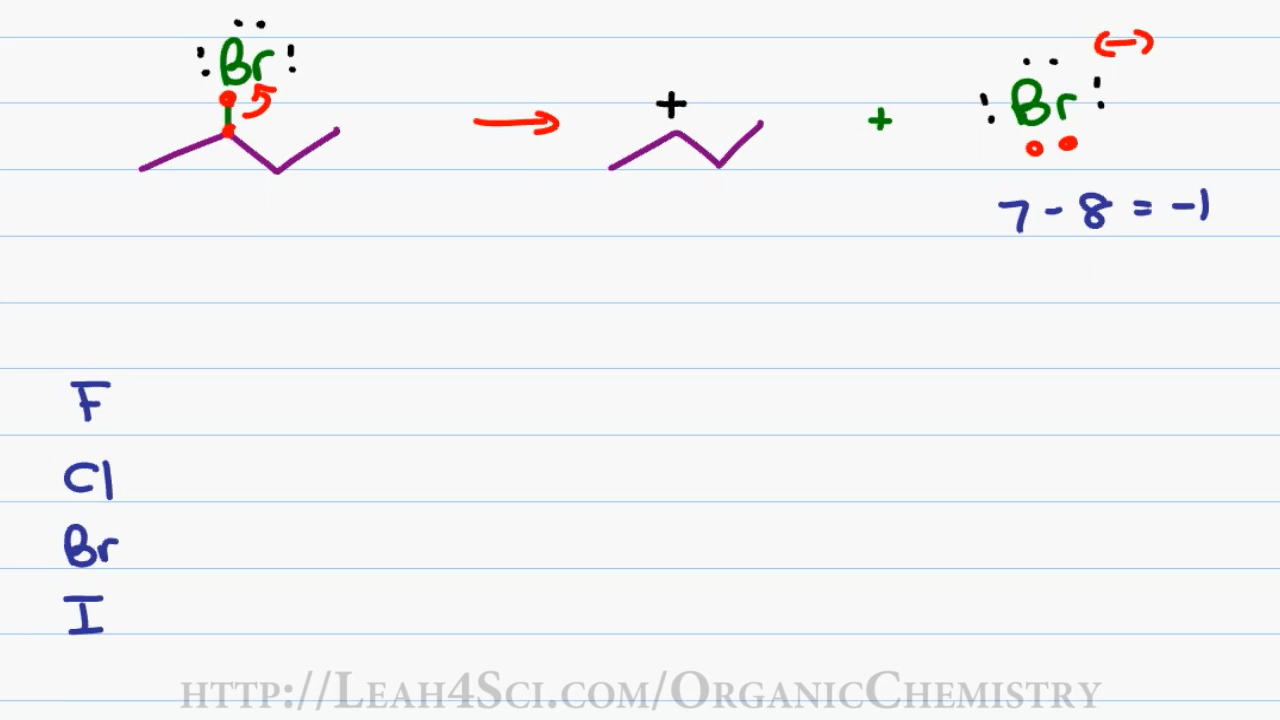 Br + Br
+
7 - 8 = -1
F
Cl
Br
I
HTTP://LEAH4SCI.COM/ORGANICCHEMISTRY